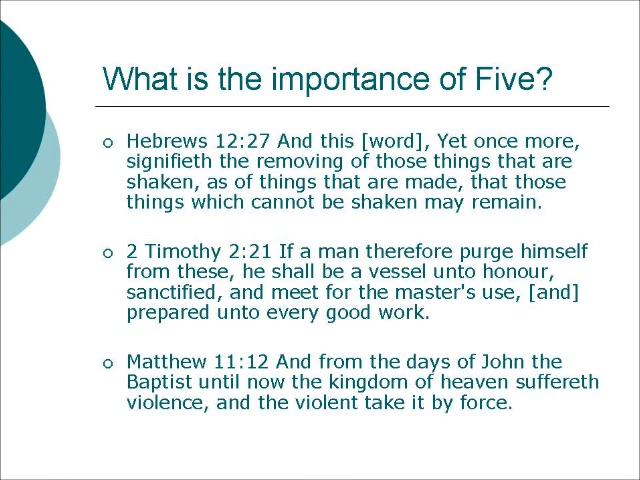 What is the importance of Five?
Hebrews 12:27 And this [word], Yet once more,
signifieth the removing of those things that are
shaken, as of things that are made, that those
things which cannot be shaken may remain.
2 Timothy 2:21 If a man therefore purge himself
from these, he shall be a vessel unto honour,
sanctified, and meet for the master's use, [and]
prepared unto every good work.
Matthew 11:12 And from the days of John the
Baptist until now the kingdom of heaven suffereth
violence, and the violent take it by force.